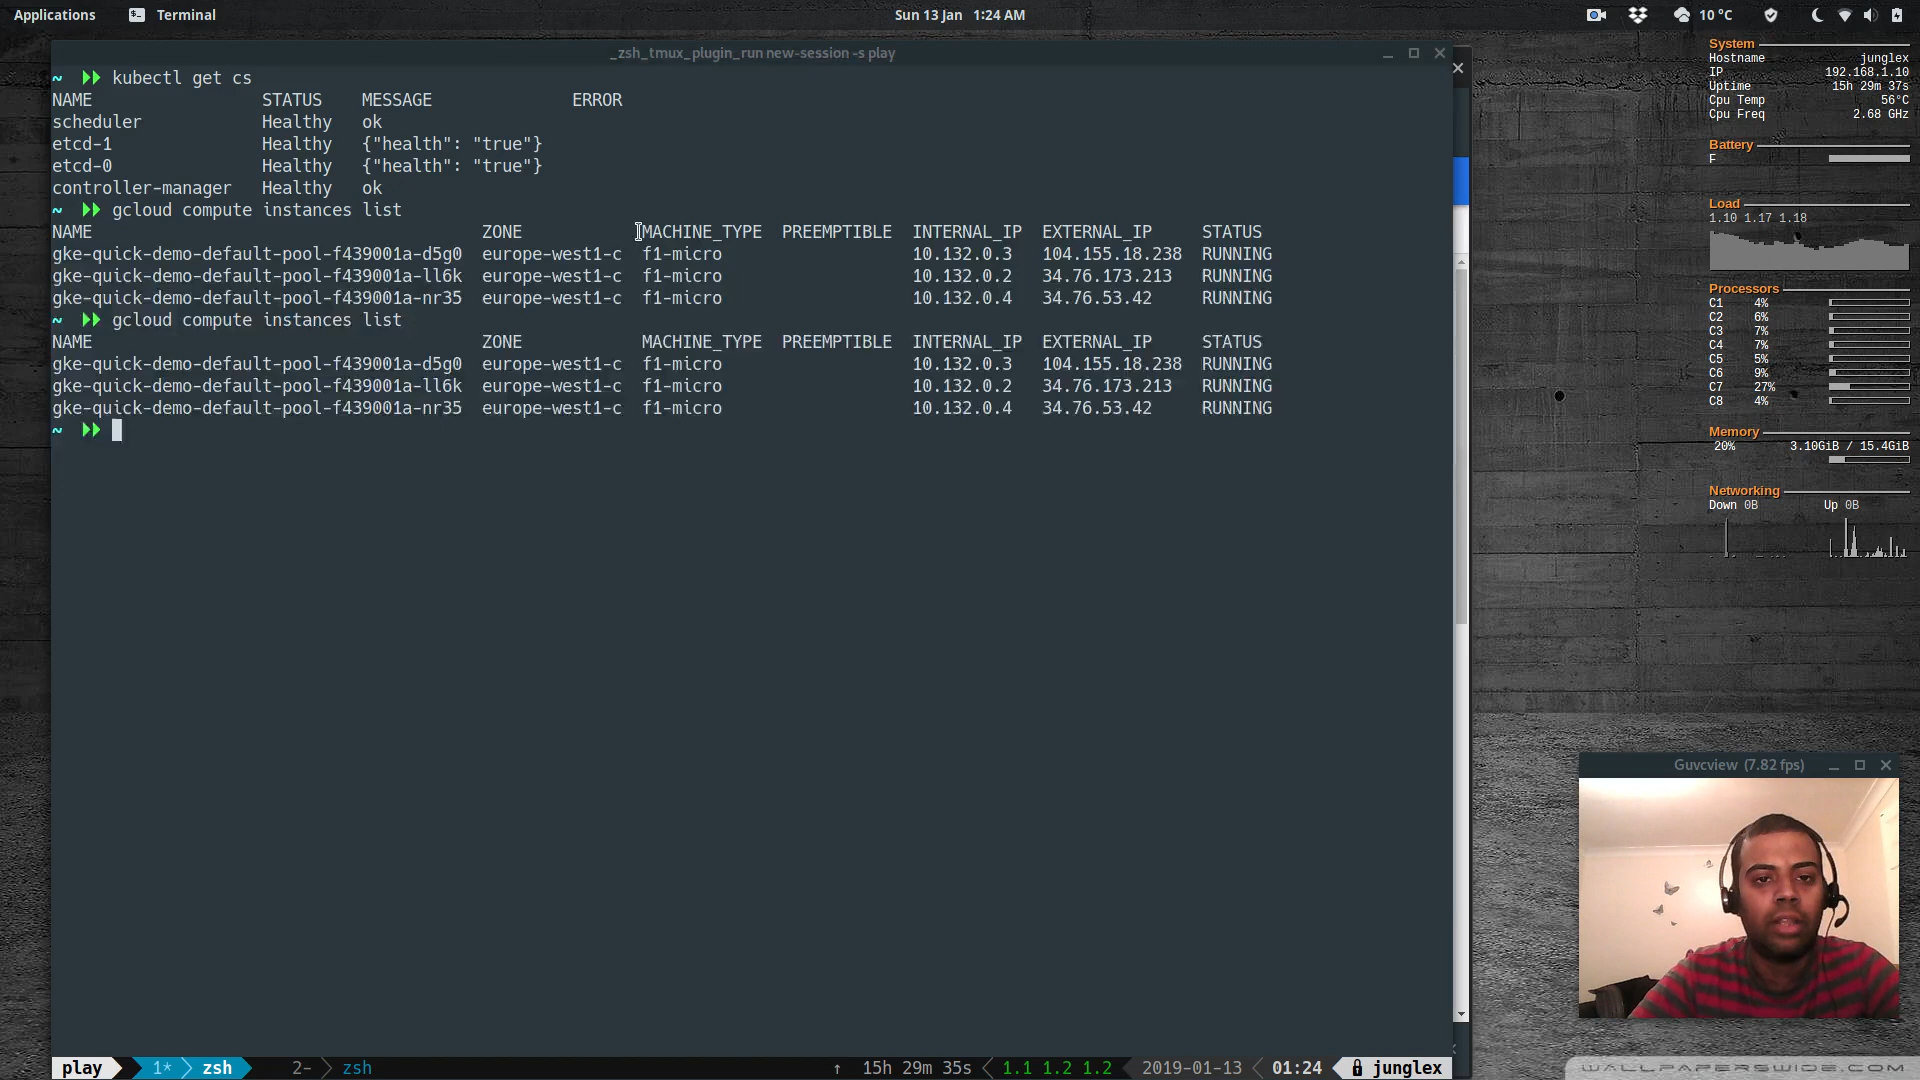 Applications Terminal Sun 13 Jan 1:24 AM 10 °C
_zsh_tmux_plugin_run new-session -s play
~ kubectl get cs
NAME STATUS MESSAGE ERROR
scheduler Healthy ok
etcd-1 Healthy {"health": "true"}
etcd-0 Healthy {"health": "true"}
controller-manager Healthy ok
~ gcloud compute instances list
NAME ZONE MACHINE_TYPE PREEMPTIBLE INTERNAL_IP EXTERNAL_IP STATUS
gke-quick-demo-default-pool-f439001a-d5g0 europe-west1-c f1-micro 10.132.0.3 104.155.18.238 RUNNING
gke-quick-demo-default-pool-f439001a-ll6k europe-west1-c f1-micro 10.132.0.2 34.76.173.213 RUNNING
gke-quick-demo-default-pool-f439001a-nr35 europe-west1-c f1-micro 10.132.0.4 34.76.53.42 RUNNING
~ gcloud compute instances list
NAME ZONE MACHINE_TYPE PREEMPTIBLE INTERNAL_IP EXTERNAL_IP STATUS
gke-quick-demo-default-pool-f439001a-d5g0 europe-west1-c f1-micro 10.132.0.3 104.155.18.238 RUNNING
gke-quick-demo-default-pool-f439001a-ll6k europe-west1-c f1-micro 10.132.0.2 34.76.173.213 RUNNING
gke-quick-demo-default-pool-f439001a-nr35 europe-west1-c f1-micro 10.132.0.4 34.76.53.42 RUNNING
~
System
Hostname junglex
IP 192.168.1.10
Uptime 15h 29m 37s
Cpu Temp 56°C
Cpu Freq 2.68 GHz
Battery
F
Load
1.10 1.17 1.18
Processors
C1 4%
C2 6%
C3 7%
C4 7%
C5 5%
C6 9%
C7 27%
C8 4%
Memory
20% 3.10GiB / 15.4GiB
Networking
Down 0B Up 0B
Guvcview (7.82 fps)
play 1* zsh 2- zsh ↑ 15h 29m 35s 1.1 1.2 1.2 2019-01-13 01:24 junglex
WALLPAPERSWIDE.COM